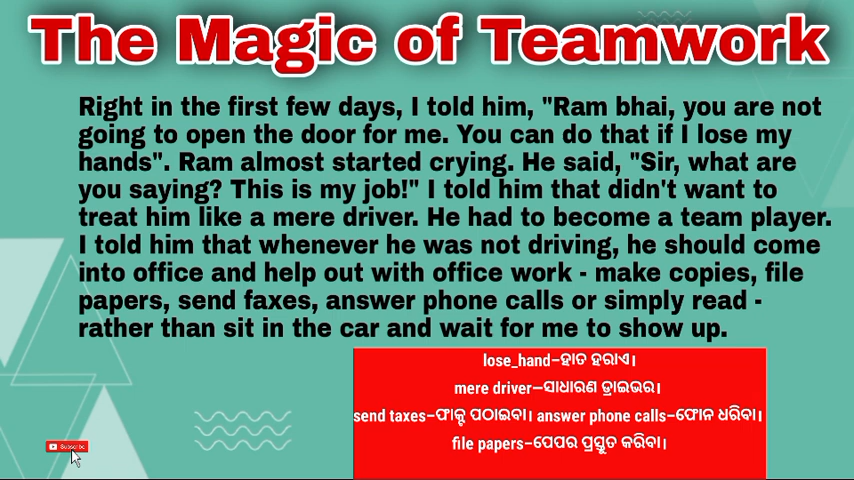 The Magic of Teamwork
Right in the first few days, I told him, "Ram bhai, you are not
going to open the door for me. You can do that if I lose my
hands". Ram almost started crying. He said, "Sir, what are
you saying? This is my job!" I told him that didn't want to
treat him like a mere driver. He had to become a team player.
I told him that whenever he was not driving, he should come
into office and help out with office work - make copies, file
papers, send faxes, answer phone calls or simply read -
rather than sit in the car and wait for me to show up.
lose_hand–ହାତ ହରାଏ।
mere driver–ସାଧାରଣ ଡ୍ରାଇଭର।
send taxes–ଫାକ୍ଟ ପଠାଇବା। answer phone calls–ଫୋନ ଧରିବା।
file papers–ପେପର ପ୍ରସ୍ତୁତ କରିବା।
Subscribe